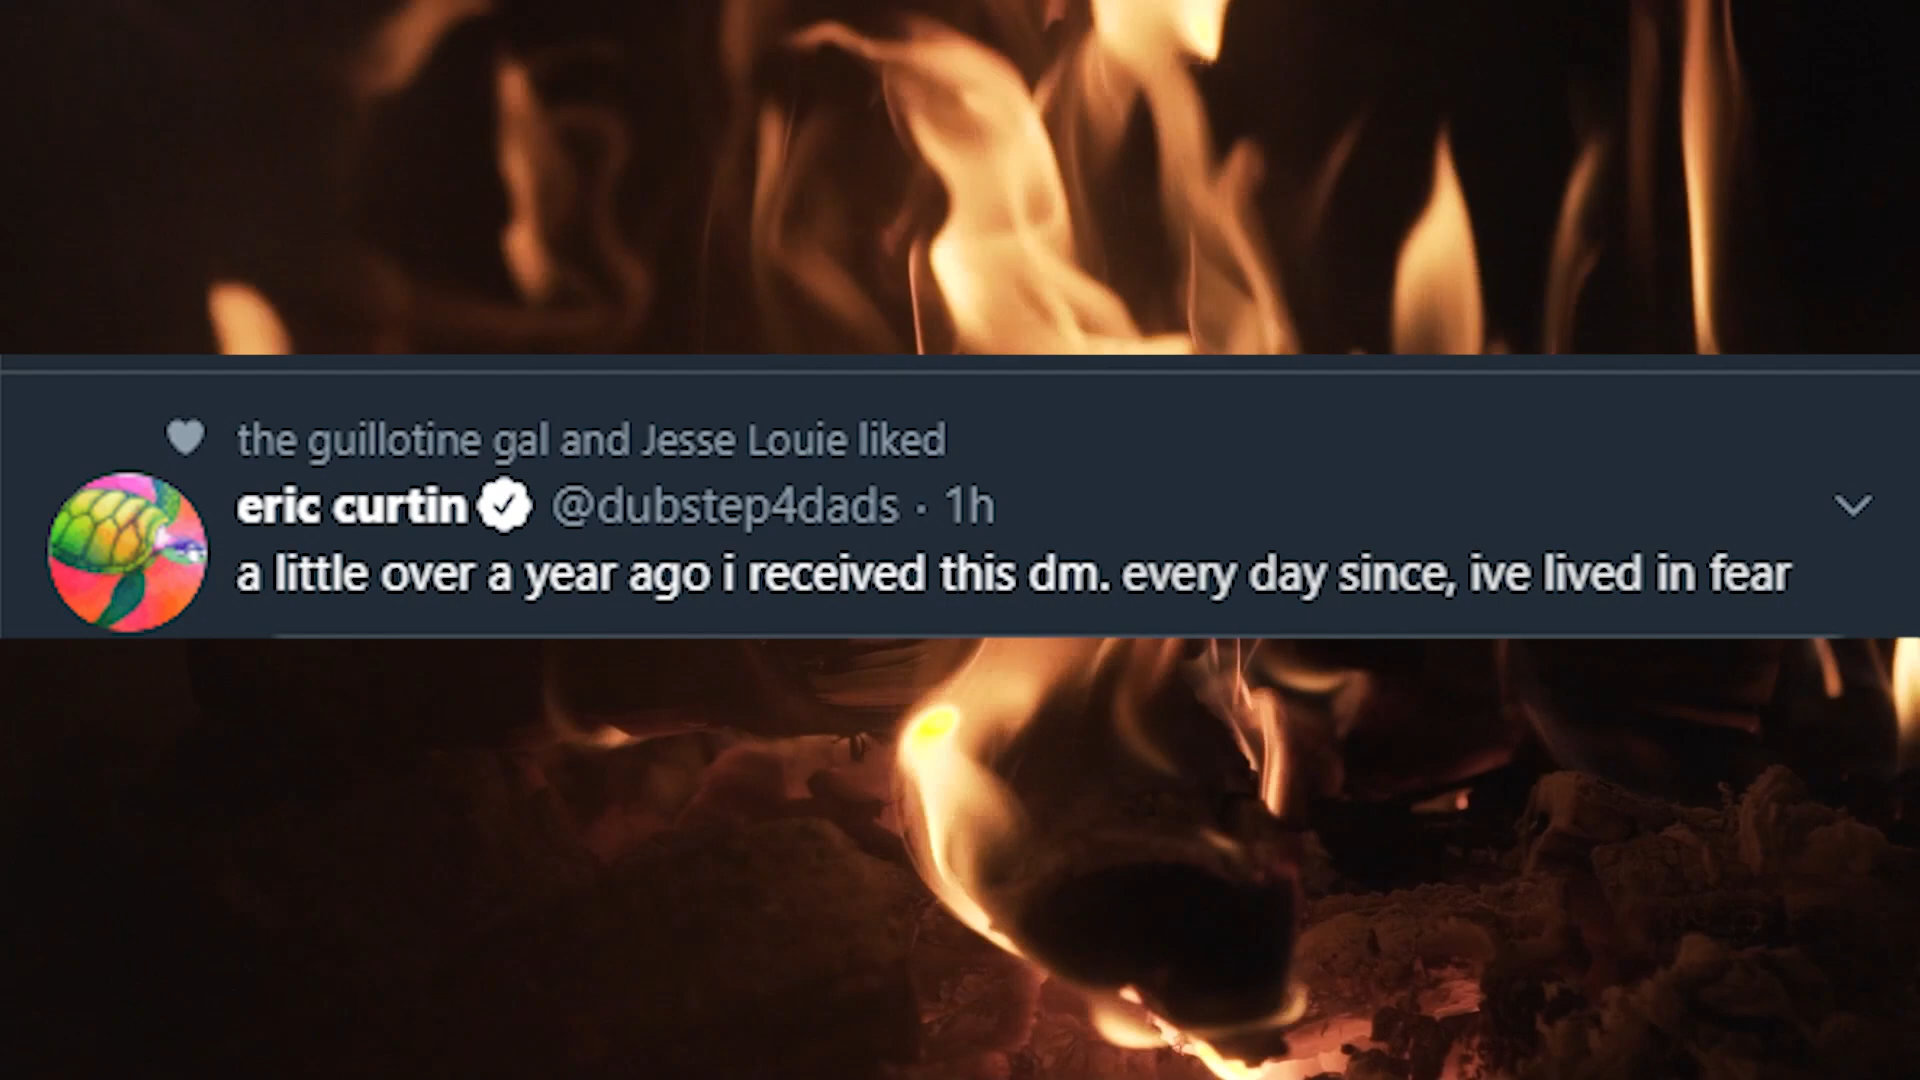 the guillotine gal and Jesse Louie liked
eric curtin @dubstep4dads · 1h
a little over a year ago i received this dm. every day since, ive lived in fear